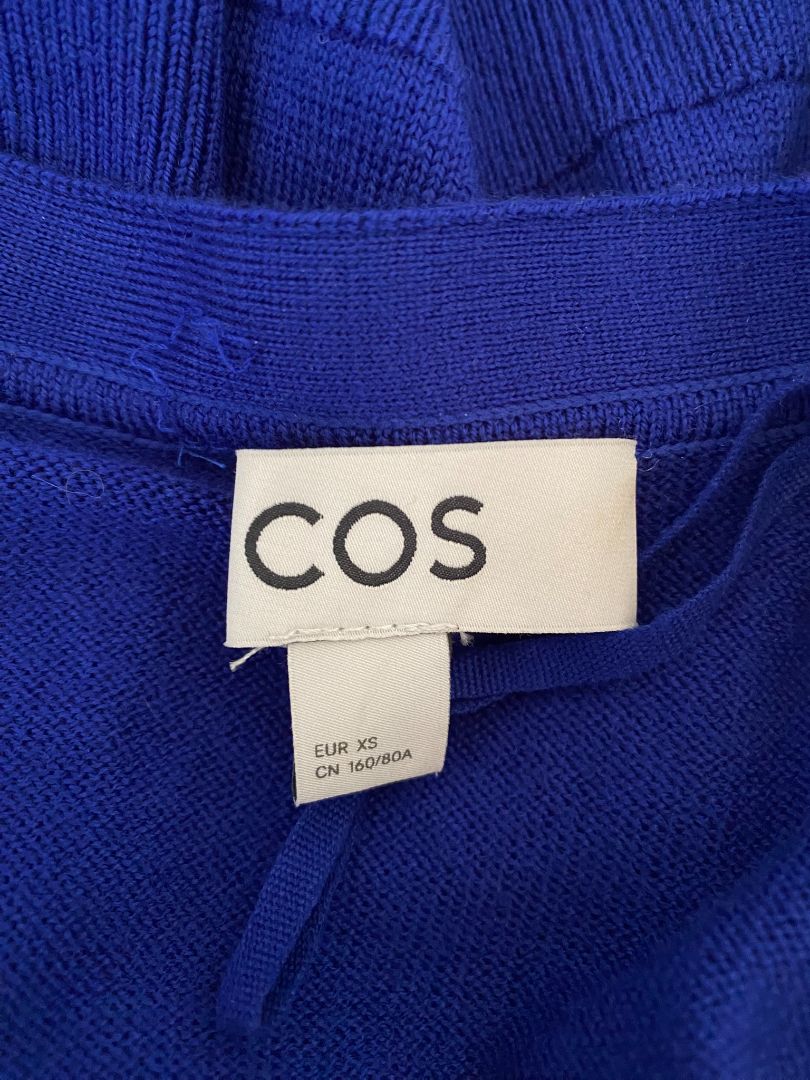 COS
EUR XS
CN 160/80A